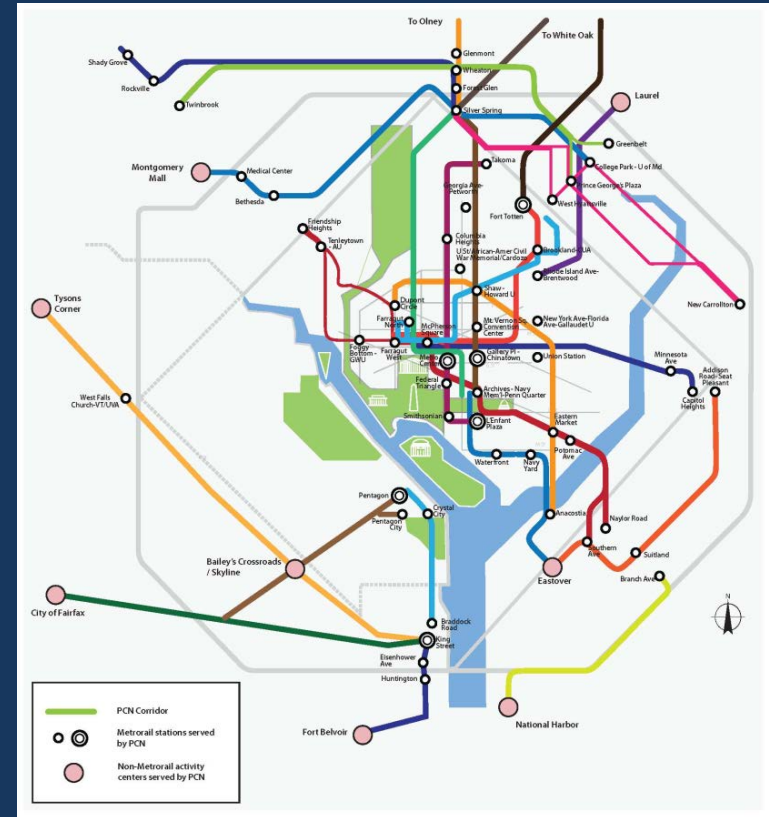 To Olney
To White Oak
Glenmont
Shady Grove
Wheaton
Rockville
Forest Glen
Twinbrook
Silver Spring
Laurel
Greenbelt
Montgomery
Mall
Medical Center
Bethesda
Takoma
College Park - U of Md
Georgia Ave-
Petworth
Prince George's Plaza
West Hyattsville
Fort Totten
Friendship
Heights
Tenleytown
- AU
Columbia
Heights
U St/African-Amer Civil
War Memorial/Cardozo
Brookland-CUA
Rhode Island Ave-
Brentwood
Shaw -
Howard U
New Carrollton
Tysons
Corner
Dupont
Circle
Farragut
North
McPherson
Square
Mt. Vernon Sq
Convention
Center
New York Ave-Florida
Ave-Gallaudet U
Foggy
Bottom -
GWU
Farragut
West
Metro
Center
Gallery Pl -
Chinatown
Union Station
Minnesota
Ave
Addison
Road-Seat
Pleasant
Capitol
Heights
Federal
Triangle
Archives - Navy
Mem'l-Penn Quarter
West Falls
Church-VT/UVA
Smithsonian
L'Enfant
Plaza
Eastern
Market
Potomac
Ave
Waterfront
Navy
Yard
Pentagon
Crystal
City
Pentagon
City
Anacostia
Naylor Road
Southern
Ave
Suitland
Bailey's Crossroads
/ Skyline
Eastover
Branch Ave
City of Fairfax
Braddock
Road
King
Street
N
Eisenhower
Ave
Huntington
Fort Belvoir
National Harbor
PCN Corridor
Metrorail stations served
by PCN
Non-Metrorail activity
centers served by PCN